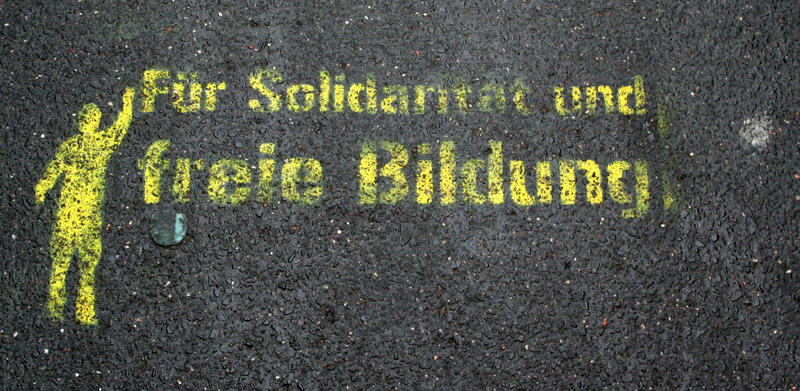 Für Solidarität und
freie Bildung